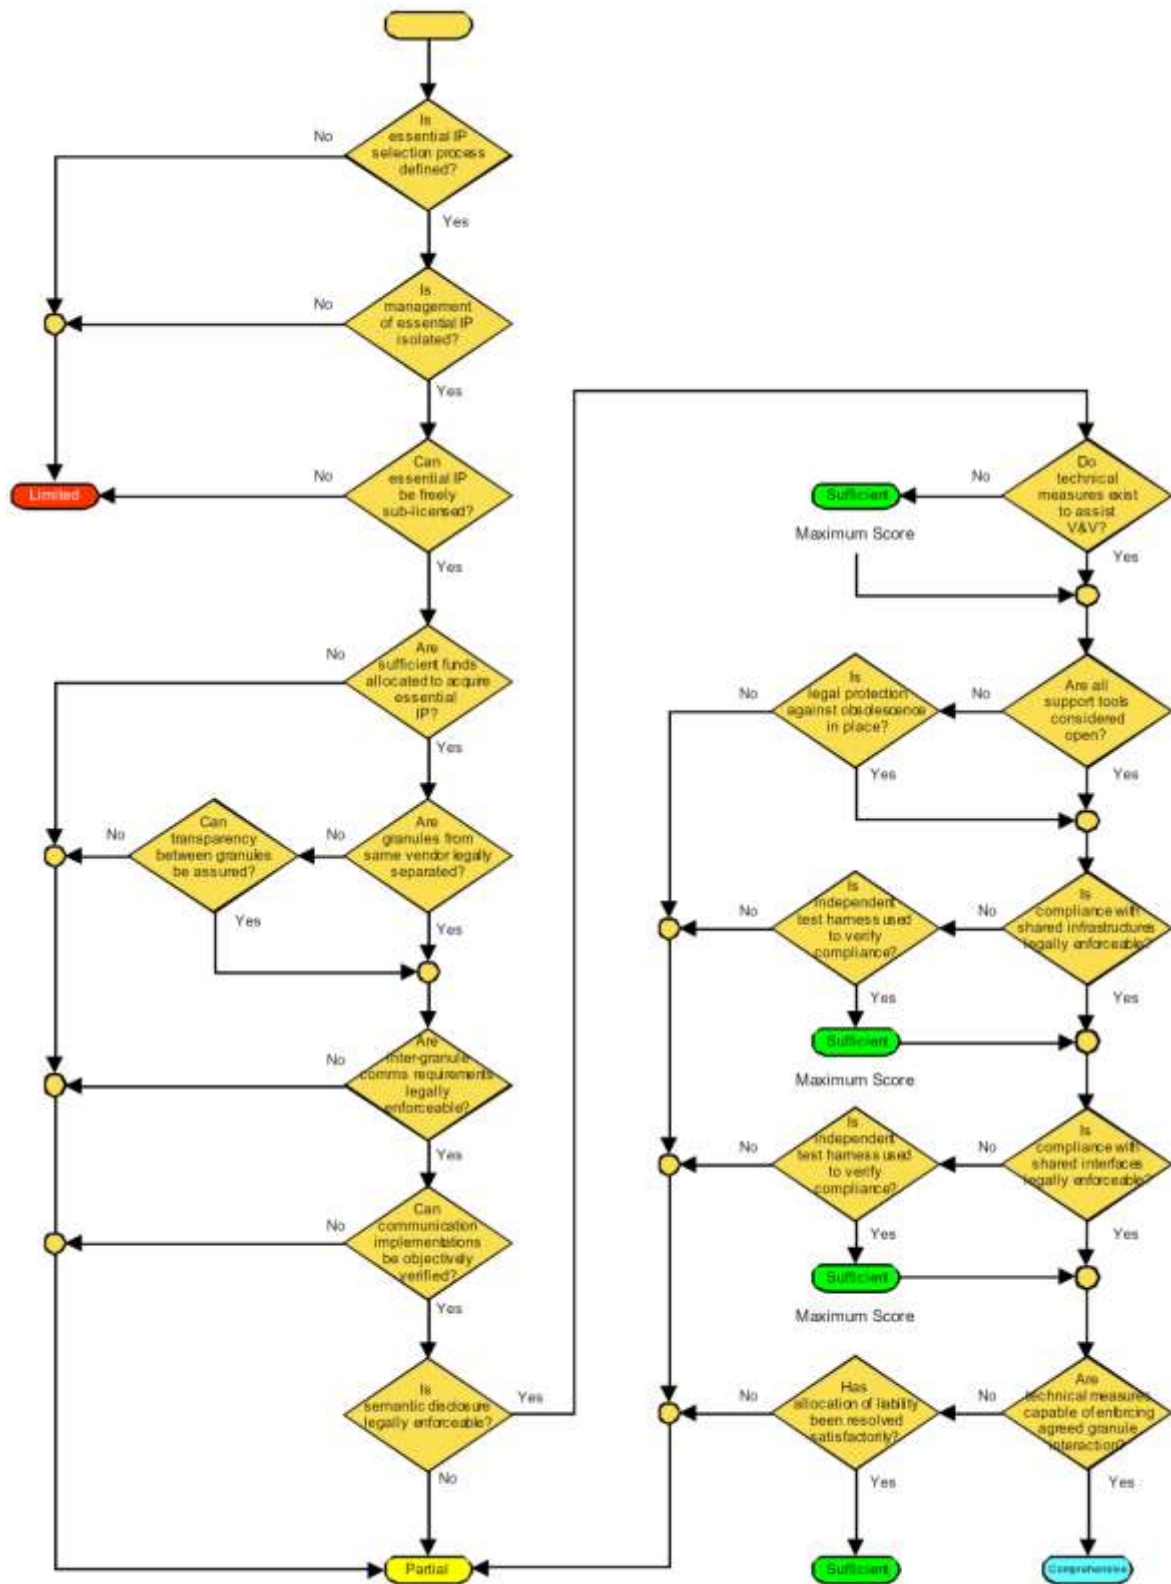 Is
essential IP
selection process
defined?
No
Yes
Is
management
of essential IP
isolated?
No
Yes
Can
essential IP
be freely
sub-licensed?
No
Limited
Yes
Are
sufficient funds
allocated to acquire
essential
IP?
No
Yes
Are
granules from
same vendor legally
separated?
No
Can
transparency
between granules
be assured?
No
Yes
Yes
Are
inter-granule
comms requirements
legally
enforceable?
No
Yes
Can
communication
implementations
be objectively
verified?
No
Yes
Is
semantic disclosure
legally enforceable?
Yes
No
Partial
Do
technical
measures exist
to assist
V&V?
No
Sufficient
Maximum Score
Yes
Are all
support tools
considered
open?
No
Is
legal protection
against obsolescence
in place?
No
Yes
Yes
Is
compliance with
shared infrastructures
legally enforceable?
No
Is
independent
test harness used
to verify
compliance?
No
Yes
Yes
Sufficient
Maximum Score
Is
compliance with
shared interfaces
legally enforceable?
No
Is
independent
test harness used
to verify
compliance?
No
Yes
Yes
Sufficient
Maximum Score
Are
technical measures
capable of enforcing
agreed granule
interaction?
No
Has
allocation of liability
been resolved
satisfactorily?
No
Yes
Yes
Sufficient
Comprehensive